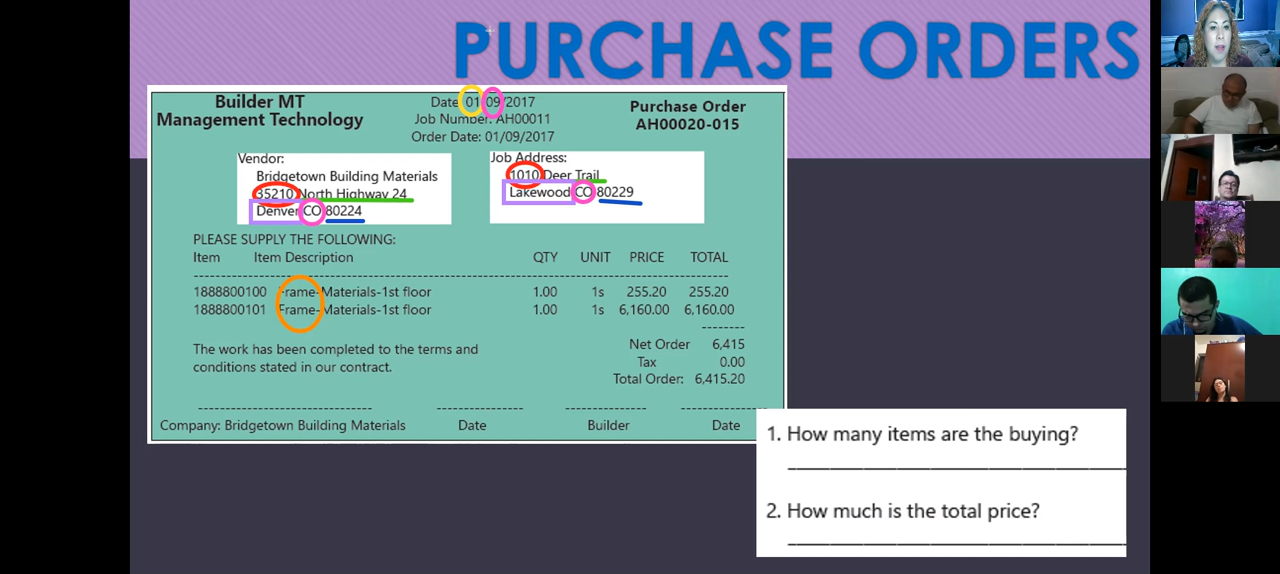 PURCHASE ORDERS
Builder MT
Management Technology
Date: 01/09/2017
Job Number: AH00011
Order Date: 01/09/2017
Purchase Order
AH00020-015
Vendor:
Bridgetown Building Materials
35210 North Highway 24
Denver CO 80224
Job Address:
1010 Deer Trail
Lakewood CO 80229
PLEASE SUPPLY THE FOLLOWING:
Item Item Description QTY UNIT PRICE TOTAL
1888800100 Frame-Materials-1st floor 1.00 1s 255.20 255.20
1888800101 Frame-Materials-1st floor 1.00 1s 6,160.00 6,160.00
Net Order 6,415
Tax 0.00
Total Order: 6,415.20
The work has been completed to the terms and
conditions stated in our contract.
Company: Bridgetown Building Materials Date Builder Date
1. How many items are the buying?
2. How much is the total price?